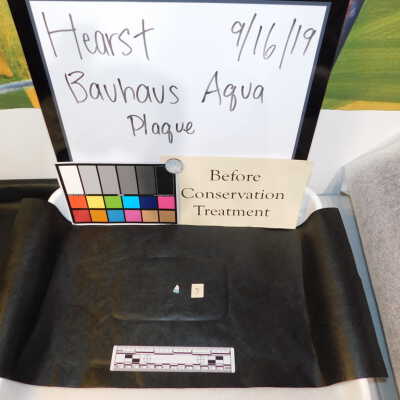 Hearst 9/16/19
Bauhaus Aqua
Plaque
Before
Conservation
Treatment